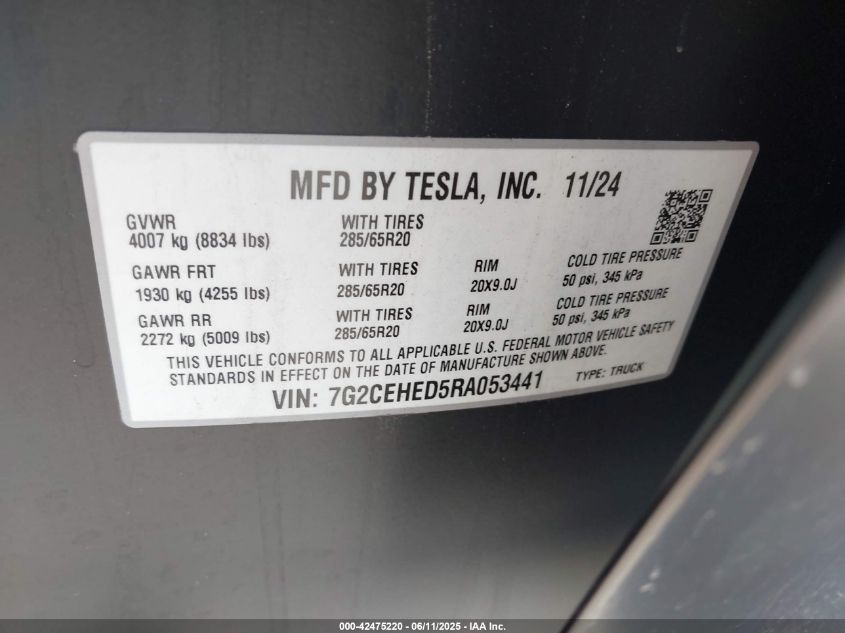 MFD BY TESLA, INC. 11/24
GVWR WITH TIRES
4007 kg (8834 lbs) 285/65R20
GAWR FRT WITH TIRES RIM COLD TIRE PRESSURE
1930 kg (4255 lbs) 285/65R20 20X9.0J 50 psi, 345 kPa
GAWR RR WITH TIRES RIM COLD TIRE PRESSURE
2272 kg (5009 lbs) 285/65R20 20X9.0J 50 psi, 345 kPa
THIS VEHICLE CONFORMS TO ALL APPLICABLE U.S. FEDERAL MOTOR VEHICLE SAFETY
STANDARDS IN EFFECT ON THE DATE OF MANUFACTURE SHOWN ABOVE.
VIN: 7G2CEHED5RA053441 TYPE: TRUCK
000-42475220 - 06/11/2025 - IAA Inc.